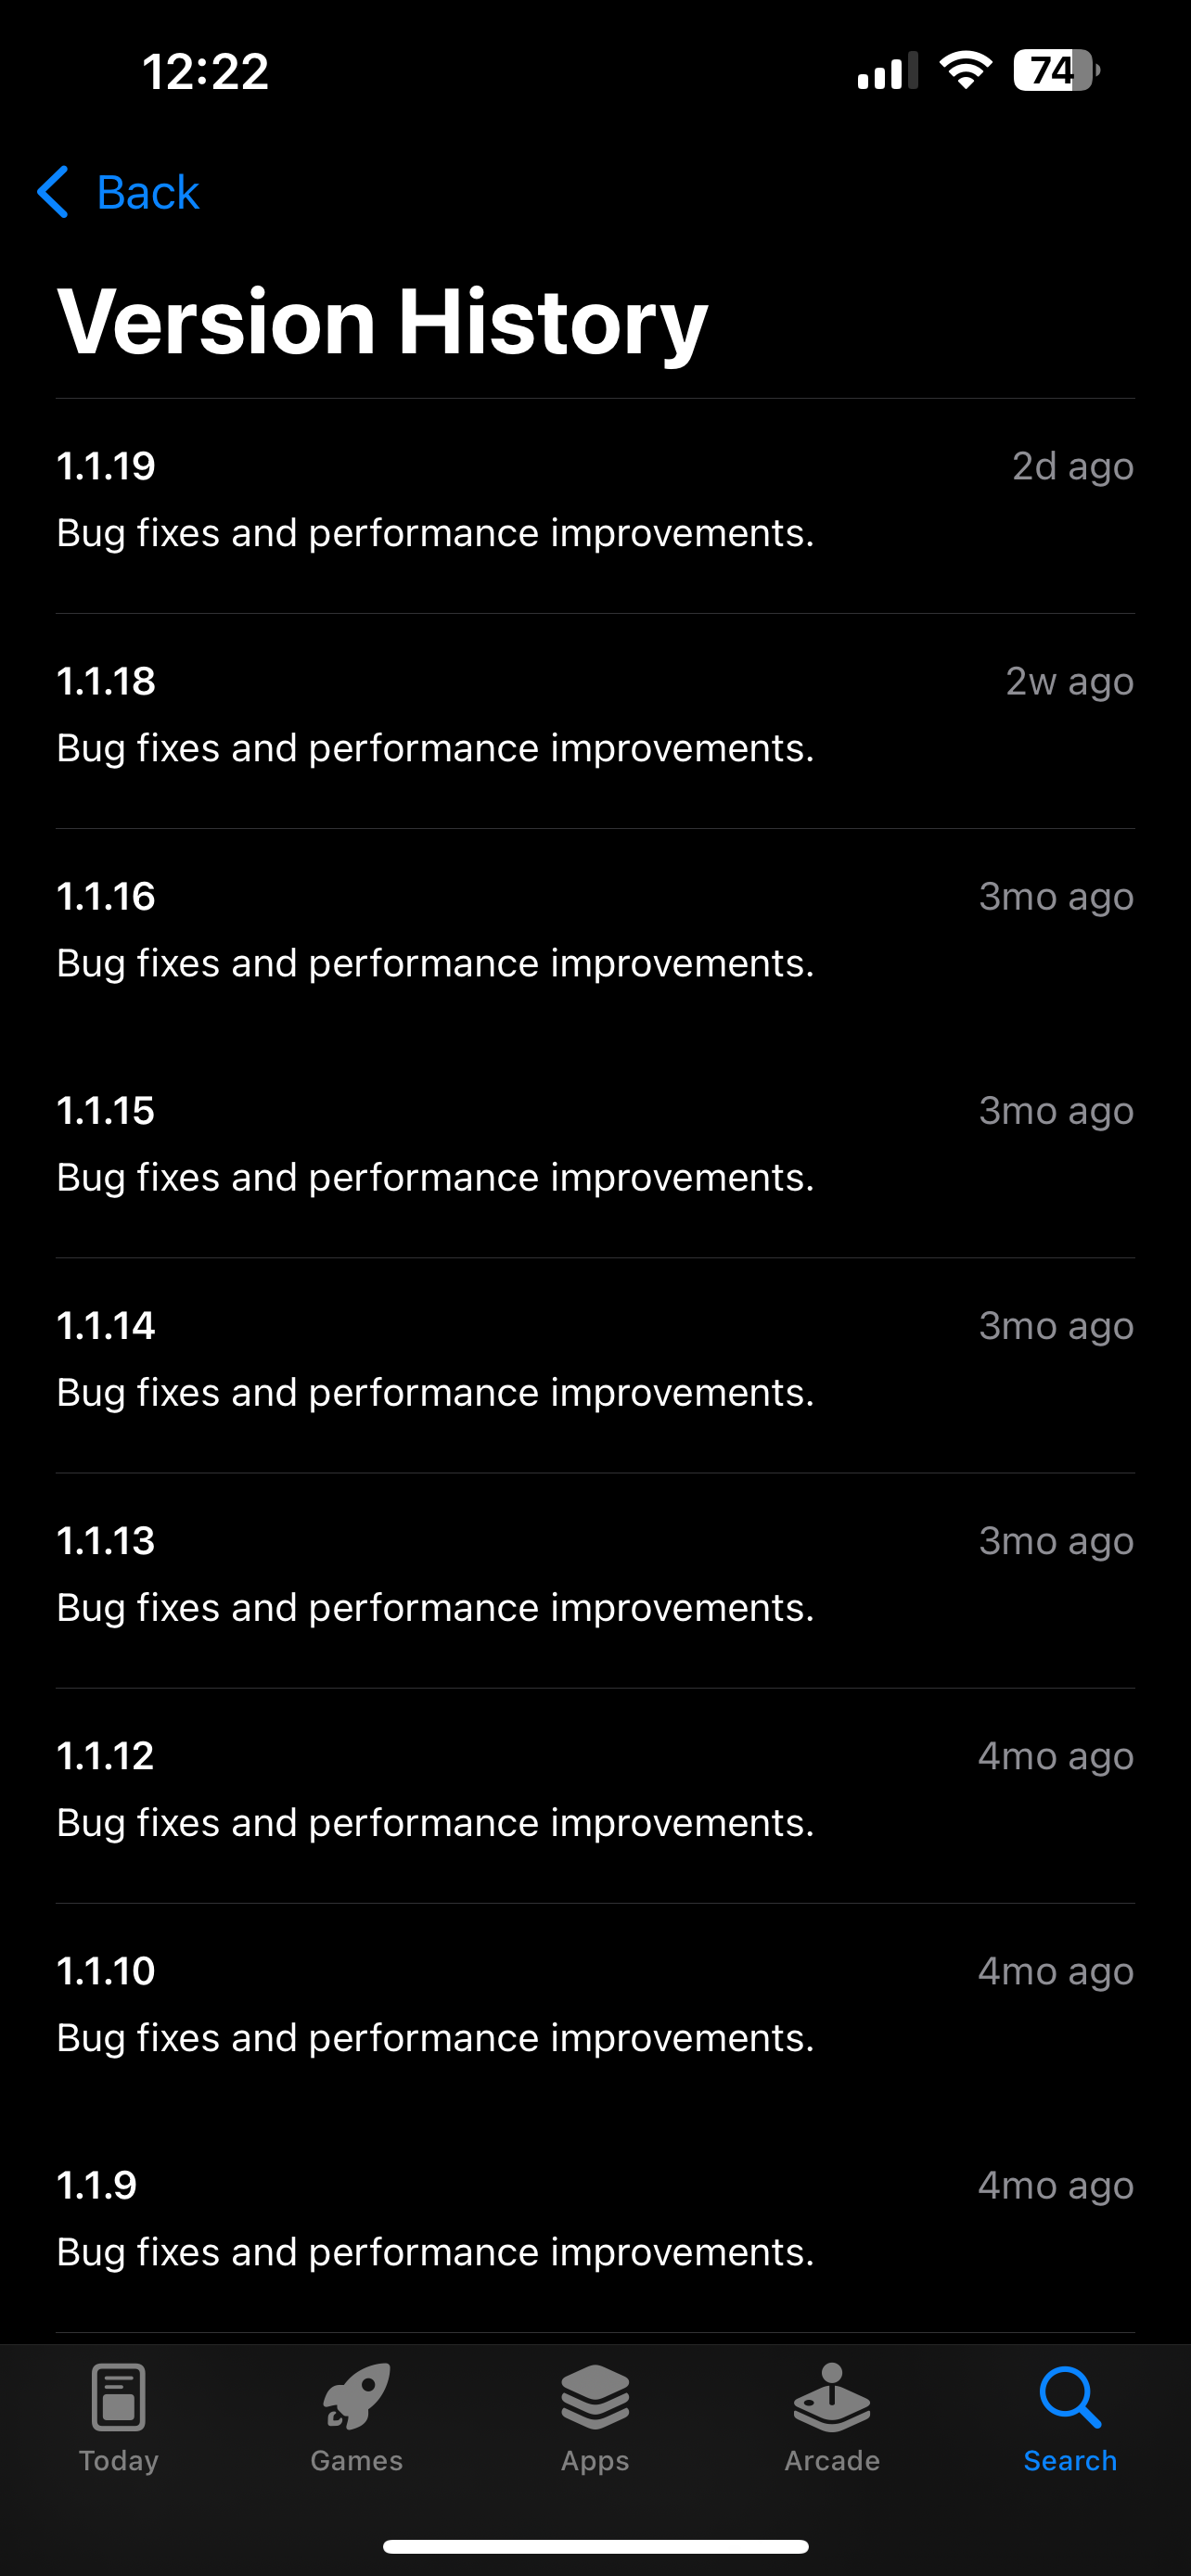 12:22
74
Back
Version History
1.1.19
2d ago
Bug fixes and performance improvements.
1.1.18
2w ago
Bug fixes and performance improvements.
1.1.16
3mo ago
Bug fixes and performance improvements.
1.1.15
3mo ago
Bug fixes and performance improvements.
1.1.14
3mo ago
Bug fixes and performance improvements.
1.1.13
3mo ago
Bug fixes and performance improvements.
1.1.12
4mo ago
Bug fixes and performance improvements.
1.1.10
4mo ago
Bug fixes and performance improvements.
1.1.9
4mo ago
Bug fixes and performance improvements.
Today
Games
Apps
Arcade
Search